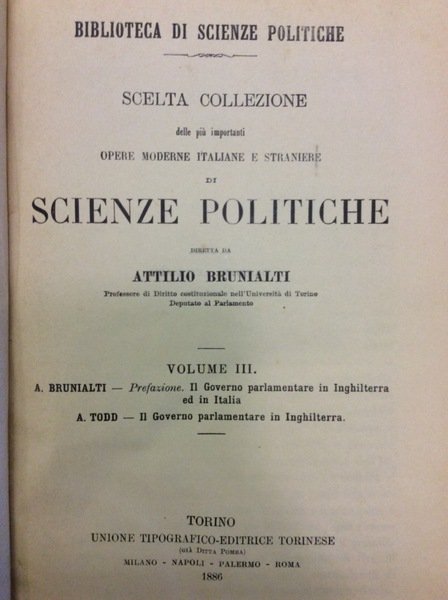 BIBLIOTECA DI SCIENZE POLITICHE
SCELTA COLLEZIONE
delle più importanti
OPERE MODERNE ITALIANE E STRANIERE
DI
SCIENZE POLITICHE
DIRETTA DA
ATTILIO BRUNIALTI
Professore di Diritto costituzionale nell'Università di Torino
Deputato al Parlamento
VOLUME III.
A. BRUNIALTI — Prefazione. Il Governo parlamentare in Inghilterra
ed in Italia
A. TODD — Il Governo parlamentare in Inghilterra.
TORINO
UNIONE TIPOGRAFICO-EDITRICE TORINESE
(già Ditta Pomba)
MILANO - NAPOLI - PALERMO - ROMA
1886